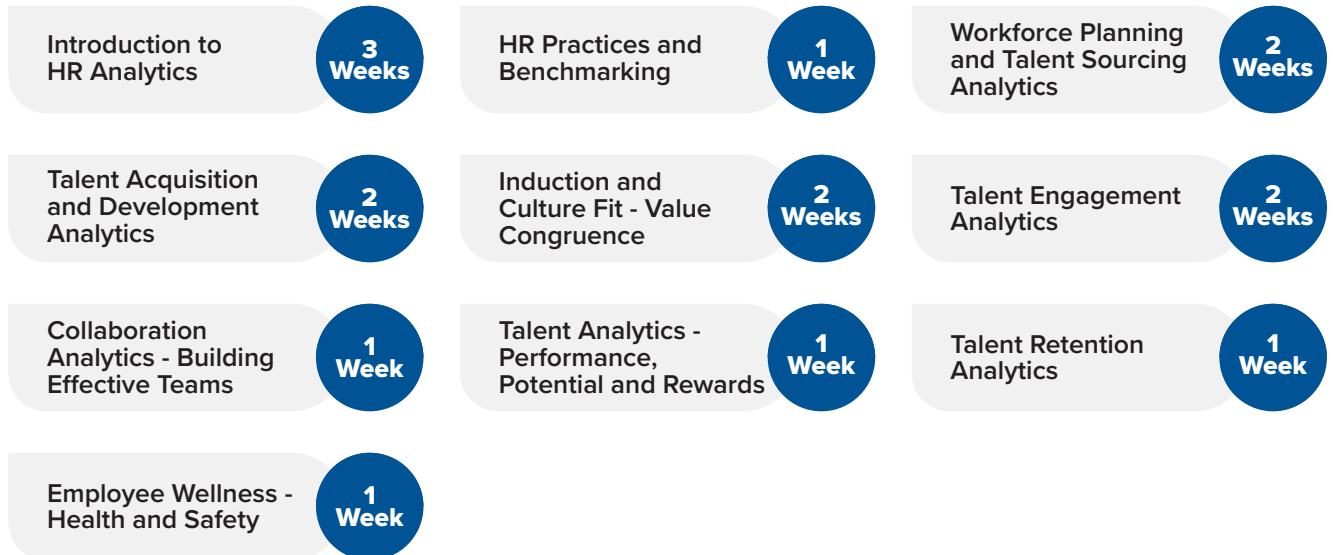 Introduction to
HR Analytics
3
Weeks
HR Practices and
Benchmarking
1
Week
Workforce Planning
and Talent Sourcing
Analytics
2
Weeks
Talent Acquisition
and Development
Analytics
2
Weeks
Induction and
Culture Fit - Value
Congruence
2
Weeks
Talent Engagement
Analytics
2
Weeks
Collaboration
Analytics - Building
Effective Teams
1
Week
Talent Analytics -
Performance,
Potential and Rewards
1
Week
Talent Retention
Analytics
1
Week
Employee Wellness -
Health and Safety
1
Week